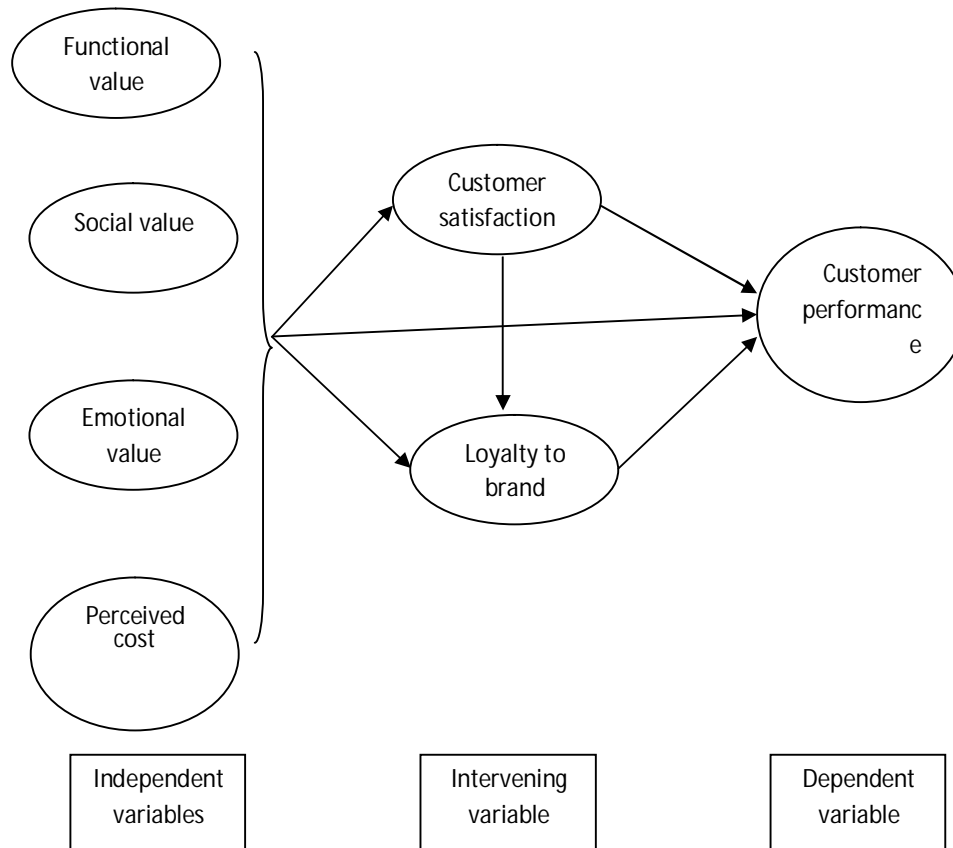 Functional
value
Social value
Emotional
value
Perceived
cost
Customer
satisfaction
Loyalty to
brand
Customer
performanc
e
Independent
variables
Intervening
variable
Dependent
variable